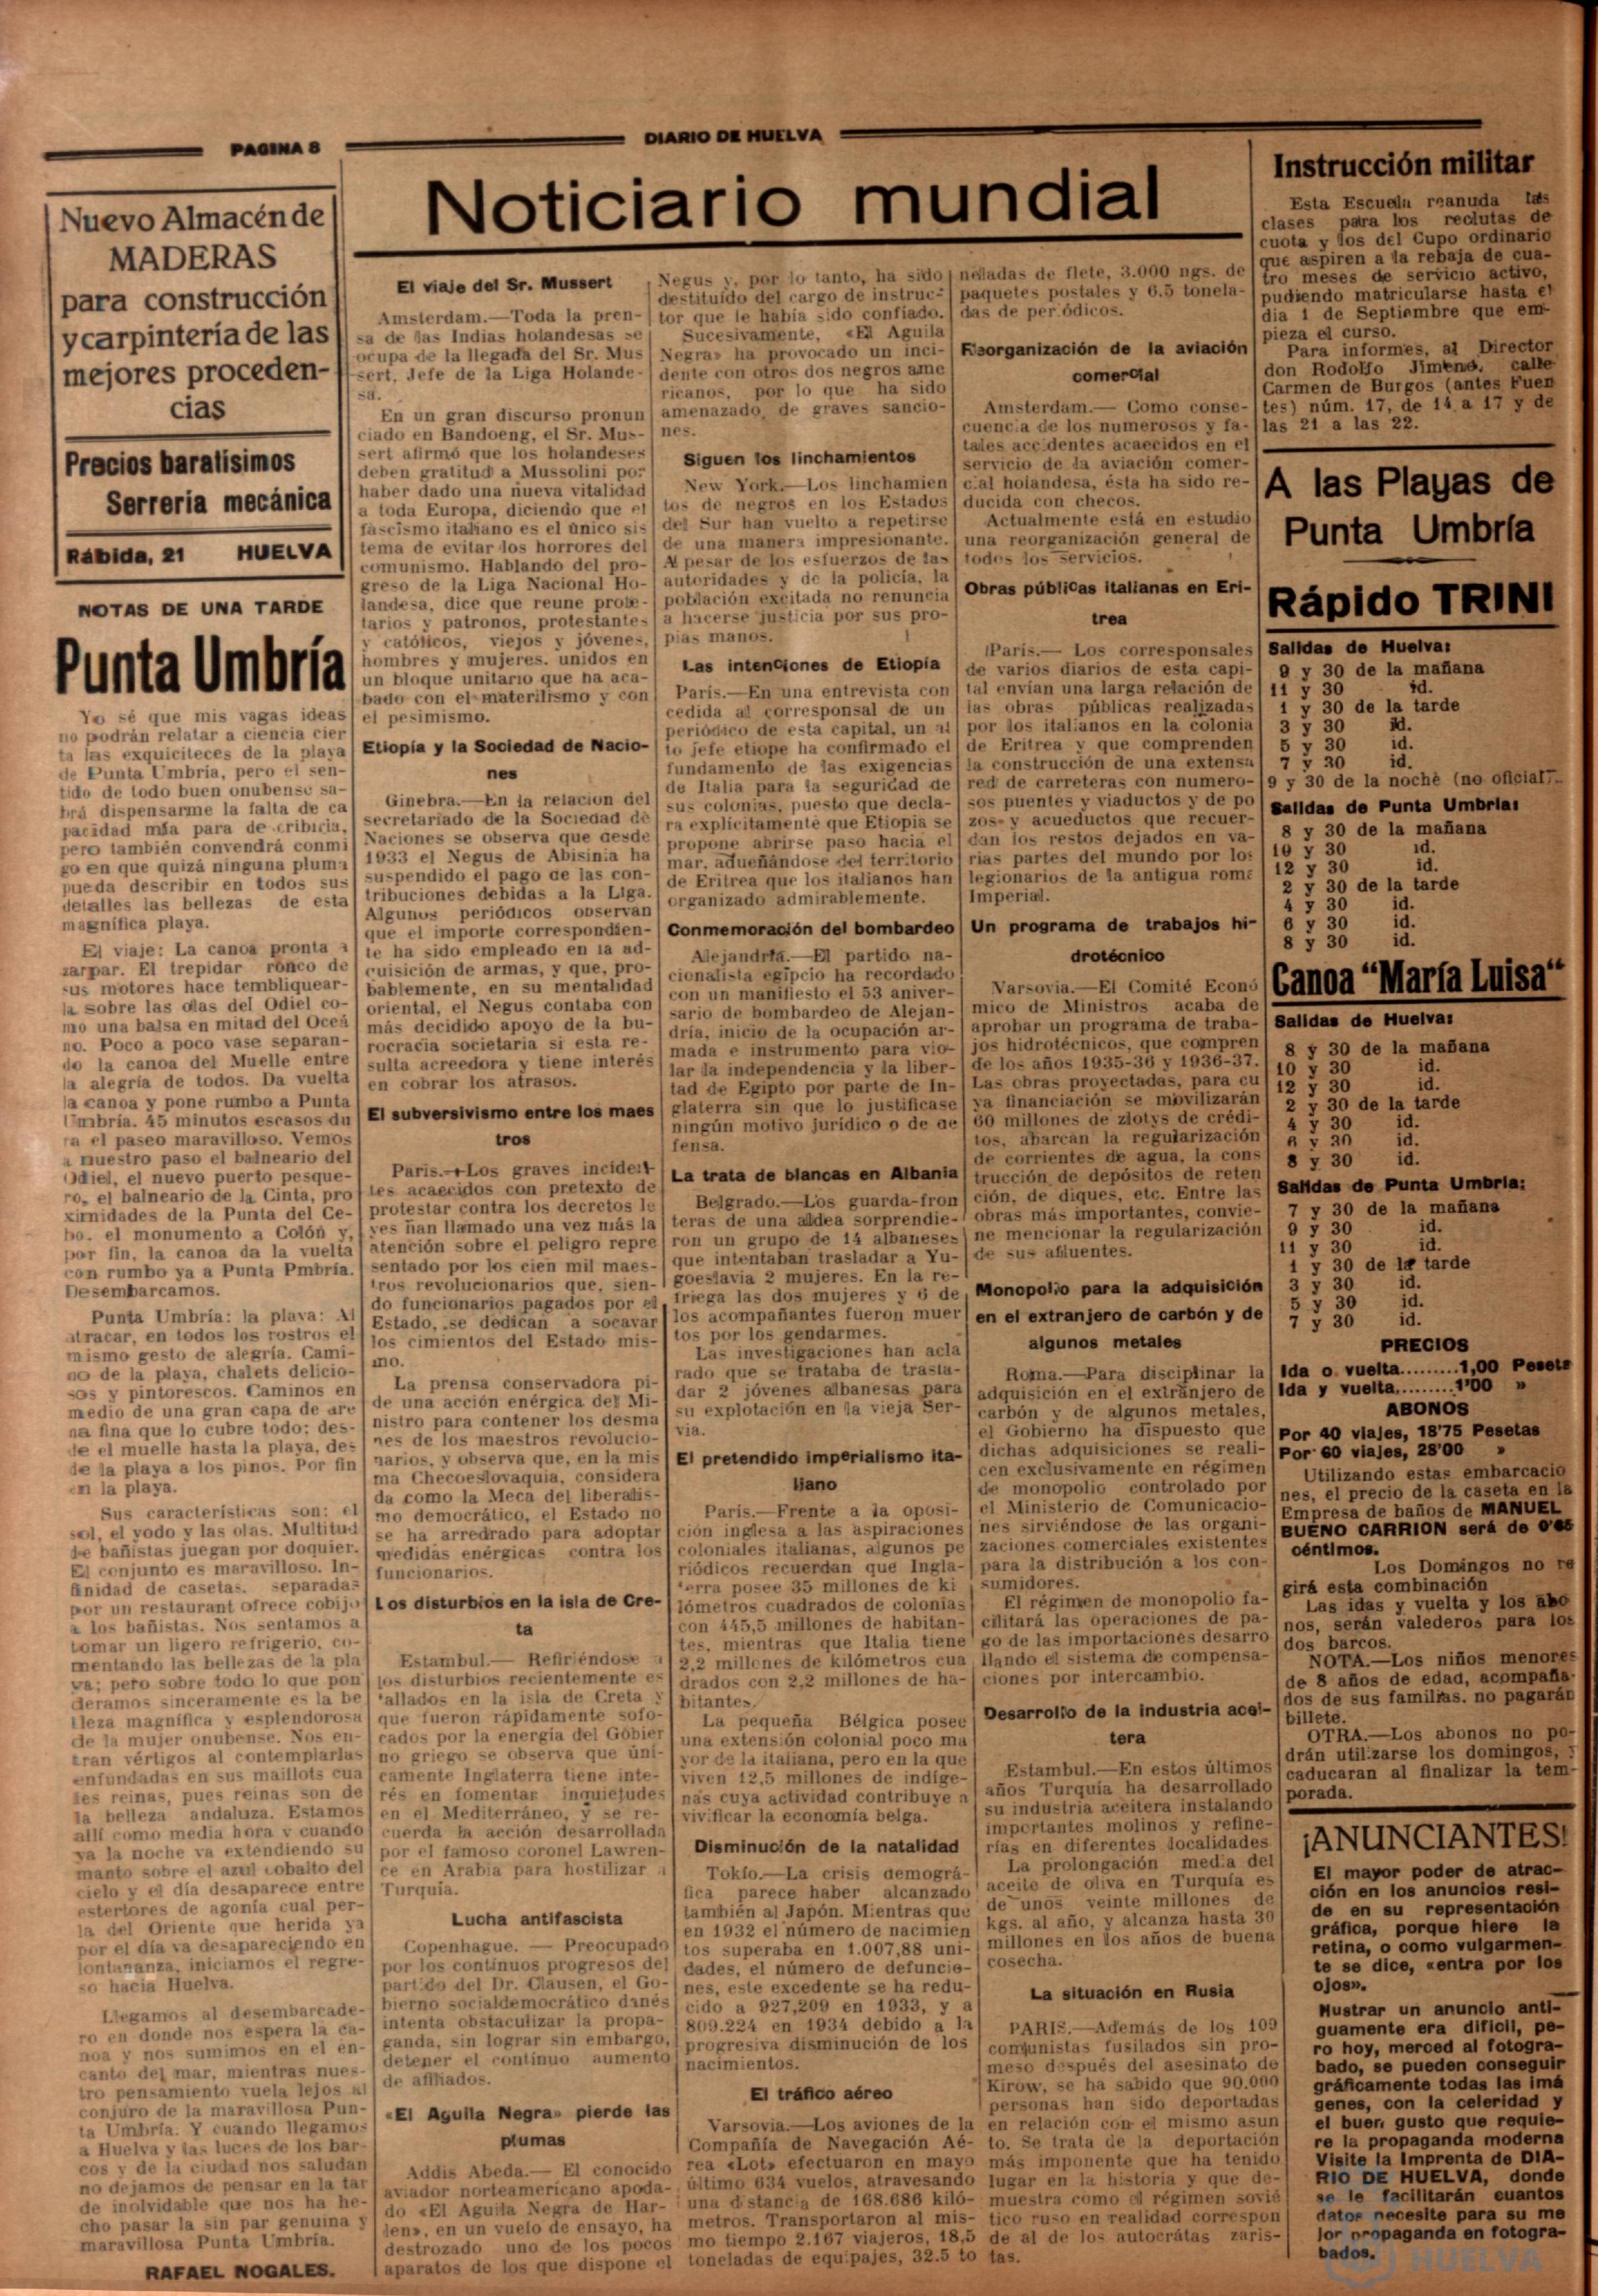 PAGINA 8
DIARIO DE HUELVA
Nuevo Almacén de
MADERAS
para construcción
y carpintería de las
mejores proceden-
cias
Precios baratisimos
Serrería mecánica
Rábida, 21 HUELVA
NOTAS DE UNA TARDE
Punta Umbría
Yo sé que mis vagas ideas
no podrán relatar a ciencia cier
ta las exquiciteces de la playa
de Punta Umbría, pero el sen-
tido de todo buen onubense sa-
brá dispensarme la falta de ca
pacidad mía para describirla,
pero también convendrá conmi
go en que quizá ninguna pluma
pueda describir en todos sus
detalles las bellezas de esta
magnífica playa.
El viaje: La canoa pronta a
zarpar. El trepidar ronco de
sus motores hace tembliquear-
la sobre las olas del Odiel co-
mo una balsa en mitad del Oceá
no. Poco a poco vase separan-
do la canoa del Muelle entre
la alegría de todos. Da vuelta
la canoa y pone rumbo a Punta
Umbría. 45 minutos escasos du
ra el paseo maravilloso. Vemos
a nuestro paso el balneario del
Odiel, el nuevo puerto pesque-
ro, el balneario de la Cinta, pro
ximidades de la Punta del Ce-
bo, el monumento a Colón y,
por fin, la canoa da la vuelta
con rumbo ya a Punta Pmbría.
Desembarcamos.
Punta Umbría: la playa: Al
atracar, en todos los rostros el
mismo gesto de alegría. Cami-
no de la playa, chalets delicio-
sos y pintorescos. Caminos en
medio de una gran capa de are
na fina que lo cubre todo; des-
de el muelle hasta la playa, des
de la playa a los pinos. Por fin
en la playa.
Sus características son: el
sol, el yodo y las olas. Multitud
de bañistas juegan por doquier.
El conjunto es maravilloso. In-
finidad de casetas, separadas
por un restaurant ofrece cobijo
a los bañistas. Nos sentamos a
tomar un ligero refrigerio, co-
mentando las bellezas de la pla
ya; pero sobre todo lo que pon
deramos sinceramente es la be
lleza magnífica y esplendorosa
de la mujer onubense. Nos en-
tran vértigos al contemplarlas
enfundadas en sus maillots cua
les reinas, pues reinas son de
la belleza andaluza. Estamos
allí como media hora y cuando
ya la noche va extendiendo su
manto sobre el azul cobalto del
cielo y el día desaparece entre
estertores de agonía cual per-
la del Oriente que herida ya
por el día va desapareciendo en
lontananza, iniciamos el regre-
so hacia Huelva.
Llegamos al desembarcade-
ro en donde nos espera la ca-
noa y nos sumimos en el en-
canto del mar, mientras nues-
tro pensamiento vuela lejos al
conjuro de la maravillosa Pun-
ta Umbría. Y cuando llegamos
a Huelva y las luces de los bar-
cos y de la ciudad nos saludan
no dejamos de pensar en la tar
de inolvidable que nos ha he-
cho pasar la sin par genuina y
maravillosa Punta Umbría.
RAFAEL NOGALES.
Noticiario mundial
El viaje del Sr. Mussert
Amsterdam.—Toda la pren-
sa de las Indias holandesas se
ocupa de la llegada del Sr. Mus
sert, Jefe de la Liga Holande-
sa.
En un gran discurso pronun
ciado en Bandoeng, el Sr. Mus-
sert afirmó que los holandeses
deben gratitud a Mussolini por
haber dado una nueva vitalidad
a toda Europa, diciendo que el
fascismo italiano es el único sis
tema de evitar los horrores del
comunismo. Hablando del pro-
greso de la Liga Nacional Ho-
landesa, dice que reune prole-
tarios y patronos, protestantes
y católicos, viejos y jóvenes,
hombres y mujeres. unidos en
un bloque unitario que ha aca-
bado con el materilismo y con
el pesimismo.
Etiopía y la Sociedad de Nacio-
nes
Ginebra.—En la relacion del
secretariado de la Sociedad de
Naciones se observa que desde
1933 el Negus de Abisinia ha
suspendido el pago de las con-
tribuciones debidas a la Liga.
Algunos periódicos observan
que el importe correspondien-
te ha sido empleado en la ad-
cuisición de armas, y que, pro-
bablemente, en su mentalidad
oriental, el Negus contaba con
más decidido apoyo de la bu-
rocracia societaria si esta re-
sulta acreedora y tiene interés
en cobrar los atrasos.
El subversivismo entre los maes
tros
Paris.—Los graves inciden-
tes acaecidos con pretexto de
protestar contra los decretos le
yes han llamado una vez más la
atención sobre el peligro repre
sentado por los cien mil maes-
tros revolucionarios que, sien-
do funcionarios pagados por el
Estado, se dedican a socavar
los cimientos del Estado mis-
mo.
La prensa conservadora pi-
de una acción enérgica del Mi-
nistro para contener los desma
nes de los maestros revolucio-
narios, y observa que, en la mis
ma Checoeslovaquia, considera
da como la Meca del liberalis-
mo democrático, el Estado no
se ha arredrado para adoptar
medidas enérgicas contra los
funcionarios.
Los disturbios en la isla de Cre-
ta
Estambul.— Refiriéndose a
los disturbios recientemente es
tallados en la isla de Creta y
que fueron rápidamente sofo-
cados por la energía del Gobier
no griego se observa que úni-
camente Inglaterra tiene inte-
rés en fomentar inquietudes
en el Mediterráneo, y se re-
cuerda la acción desarrollada
por el famoso coronel Lawren-
ce en Arabia para hostilizar a
Turquía.
Lucha antifascista
Copenhague. — Preocupado
por los continuos progresos del
partido del Dr. Clausen, el Go-
bierno socialdemocrático danés
intenta obstaculizar la propa-
ganda, sin lograr sin embargo,
detener el continuo aumento
de afiliados.
«El Aguila Negra» pierde las
plumas
Addis Abeda.— El conocido
aviador norteamericano apoda-
do «El Aguila Negra de Har-
len», en un vuelo de ensayo, ha
destrozado uno de los pocos
aparatos de los que dispone el
Negus y, por lo tanto, ha sido
destituído del cargo de instruc-
tor que le había sido confiado.
Sucesivamente, «El Aguila
Negra» ha provocado un inci-
dente con otros dos negros ame
ricanos, por lo que ha sido
amenazado, de graves sancio-
nes.
Siguen los linchamientos
New York.—Los linchamien
tos de negros en los Estados
del Sur han vuelto a repetirse
de una manera impresionante.
A pesar de los esfuerzos de las
autoridades y de la policía, la
población excitada no renuncia
a hacerse justicia por sus pro-
pias manos.
Las intenciones de Etiopía
París.—En una entrevista con
cedida al corresponsal de un
periódico de esta capital, un al
to jefe etíope ha confirmado el
fundamento de las exigencias
de Italia para la seguridad de
sus colonias, puesto que decla-
ra explícitamente que Etiopía se
propone abrirse paso hacia el
mar, adueñándose del territorio
de Eritrea que los italianos han
organizado admirablemente.
Conmemoración del bombardeo
Alejandría.—El partido na-
cionalista egipcio ha recordado
con un manifiesto el 53 aniver-
sario de bombardeo de Alejan-
dría, inicio de la ocupación ar-
mada e instrumento para vio-
lar la independencia y la liber-
tad de Egipto por parte de In-
glaterra sin que lo justificase
ningún motivo jurídico o de de
fensa.
La trata de blancas en Albania
Belgrado.—Los guarda-fron
teras de una aldea sorprendie-
ron un grupo de 14 albaneses
que intentaban trasladar a Yu-
goeslavia 2 mujeres. En la re-
friega las dos mujeres y 6 de
los acompañantes fueron muer
tos por los gendarmes.
Las investigaciones han acla
rado que se trataba de trasla-
dar 2 jóvenes albanesas para
su explotación en la vieja Ser-
via.
El pretendido imperialismo ita-
liano
París.—Frente a la oposi-
ción inglesa a las aspiraciones
coloniales italianas, algunos pe
riódicos recuerdan que Ingla-
terra posee 35 millones de ki
lómetros cuadrados de colonias
con 445,5 millones de habitan-
tes, mientras que Italia tiene
2,2 millones de kilómetros cua
drados con 2,2 millones de ha-
bitantes.
La pequeña Bélgica posee
una extensión colonial poco ma
yor de la italiana, pero en la que
viven 12,5 millones de indíge-
nas cuya actividad contribuye a
vivificar la economía belga.
Disminución de la natalidad
Tokío.—La crisis demográ-
fica parece haber alcanzado
también al Japón. Mientras que
en 1932 el número de nacimien
tos superaba en 1.007,88 uni-
dades, el número de defuncio-
nes, este excedente se ha redu-
cido a 927,209 en 1933, y a
809.224 en 1934 debido a la
progresiva disminución de los
nacimientos.
El tráfico aéreo
Varsovia.—Los aviones de la
Compañía de Navegación Aé-
rea «Lot» efectuaron en mayo
último 634 vuelos, atravesando
una distancia de 168.686 kiló-
metros. Transportaron al mis-
mo tiempo 2.167 viajeros, 18,5
toneladas de equipajes, 32.5 to
neladas de flete, 3.000 ngs. de
paquetes postales y 6.5 tonela-
das de periódicos.
Reorganización de la aviación
comercial
Amsterdam.— Como conse-
cuencia de los numerosos y fa-
tales accidentes acaecidos en el
servicio de la aviación comer-
cial holandesa, ésta ha sido re-
ducida con checos.
Actualmente está en estudio
una reorganización general de
todos los servicios.
Obras públicas italianas en Eri-
trea
París.— Los corresponsales
de varios diarios de esta capi-
tal envían una larga relación de
las obras públicas realizadas
por los italianos en la colonia
de Eritrea y que comprenden
la construcción de una extensa
red de carreteras con numero-
sos puentes y viaductos y de po
zos y acueductos que recuer-
dan los restos dejados en va-
rias partes del mundo por los
legionarios de la antigua roma
Imperial.
Un programa de trabajos hi-
drotécnico
Varsovia.—El Comité Econó
mico de Ministros acaba de
aprobar un programa de traba-
jos hidrotécnicos, que compren
de los años 1935-36 y 1936-37.
Las obras proyectadas, para cu
ya financiación se movilizarán
60 millones de zlotys de crédi-
tos, abarcan la regularización
de corrientes de agua, la cons
trucción de depósitos de reten
ción, de diques, etc. Entre las
obras más importantes, convie-
ne mencionar la regularización
de sus afluentes.
Monopolio para la adquisición
en el extranjero de carbón y de
algunos metales
Roma.—Para disciplinar la
adquisición en el extranjero de
carbón y de algunos metales,
el Gobierno ha dispuesto que
dichas adquisiciones se reali-
cen exclusivamente en régimen
de monopolio controlado por
el Ministerio de Comunicacio-
nes sirviéndose de las organi-
zaciones comerciales existentes
para la distribución a los con-
sumidores.
El régimen de monopolio fa-
cilitará las operaciones de pa-
go de las importaciones desarro
llando el sistema de compensa-
ciones por intercambio.
Desarrollo de la industria acei-
tera
Estambul.—En estos últimos
años Turquía ha desarrollado
su industria aceitera instalando
importantes molinos y refine-
rías en diferentes localidades
La prolongación media del
aceite de oliva en Turquía es
de unos veinte millones de
kgs. al año, y alcanza hasta 30
millones en los años de buena
cosecha.
La situación en Rusia
PARIS.—Además de los 109
comunistas fusilados sin pro-
meso después del asesinato de
Kirow, se ha sabido que 90.000
personas han sido deportadas
en relación con el mismo asun
to. Se trata de la deportación
más imponente que ha tenido
lugar en la historia y que de-
muestra como el régimen sovié
tico ruso en realidad correspon
de al de los autocrátas zaris-
tas.
Instrucción militar
Esta Escuela reanuda las
clases para los reclutas de
cuota y los del Cupo ordinario
que aspiren a la rebaja de cua-
tro meses de servicio activo,
pudiendo matricularse hasta el
dia 1 de Septiembre que em-
pieza el curso.
Para informes, al Director
don Rodolfo Jimena, calle
Carmen de Burgos (antes Fuen
tes) núm. 17, de 14 a 17 y de
las 21 a las 22.
A las Playas de
Punta Umbría
Rápido TRINI
Salidas de Huelva:
9 y 30 de la mañana
11 y 30 id.
1 y 30 de la tarde
3 y 30 id.
5 y 30 id.
7 y 30 id.
9 y 30 de la noche (no oficial).
Salidas de Punta Umbría:
8 y 30 de la mañana
10 y 30 id.
12 y 30 id.
2 y 30 de la tarde
4 y 30 id.
6 y 30 id.
8 y 30 id.
Canoa "María Luisa"
Salidas de Huelva:
8 y 30 de la mañana
10 y 30 id.
12 y 30 id.
2 y 30 de la tarde
4 y 30 id.
6 y 30 id.
8 y 30 id.
Salidas de Punta Umbría:
7 y 30 de la mañana
9 y 30 id.
11 y 30 id.
1 y 30 de la tarde
3 y 30 id.
5 y 30 id.
7 y 30 id.
PRECIOS
Ida o vuelta.........1,00 Peseta
Ida y vuelta.........1'00 »
ABONOS
Por 40 viajes, 18'75 Pesetas
Por 60 viajes, 28'00 »
Utilizando estas embarcacio
nes, el precio de la caseta en la
Empresa de baños de MANUEL
BUENO CARRION será de 0'65
céntimos.
Los Domingos no re
girá esta combinación
Las idas y vuelta y los abo
nos, serán valederos para los
dos barcos.
NOTA.—Los niños menores
de 8 años de edad, acompaña-
dos de sus familias. no pagarán
billete.
OTRA.—Los abonos no po-
drán utilizarse los domingos, y
caducaran al finalizar la tem-
porada.
¡ANUNCIANTES!
El mayor poder de atrac-
ción en los anuncios resi-
de en su representación
gráfica, porque hiere la
retina, o como vulgarmen-
te se dice, «entra por los
ojos».
Ilustrar un anuncio anti-
guamente era dificil, pe-
ro hoy, merced al fotogra-
bado, se pueden conseguir
gráficamente todas las imá
genes, con la celeridad y
el buen gusto que requie-
re la propaganda moderna
Visite la Imprenta de DIA-
RIO DE HUELVA, donde
se le facilitarán cuantos
datos necesite para su me
jor propaganda en fotogra-
bados.
HUELVA